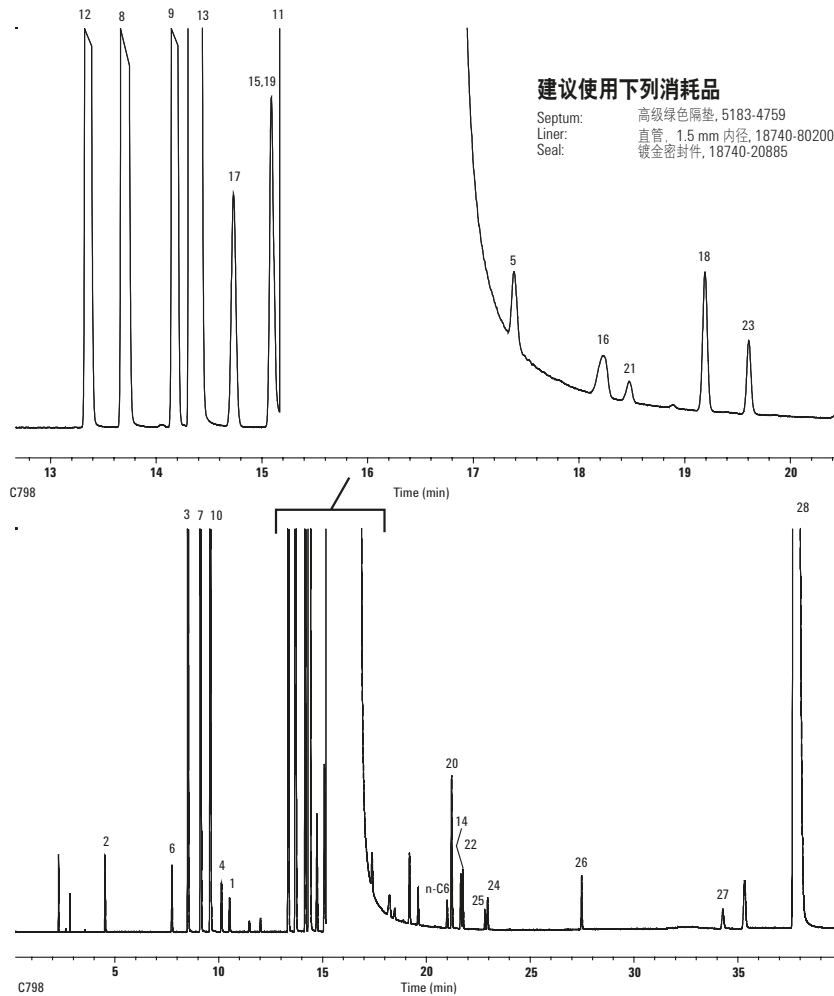 12 8 9 13 11
15,19
17
建议使用下列消耗品
Septum: 高级绿色隔垫, 5183-4759
Liner: 直管, 1.5 mm 内径, 18740-80200
Seal: 镀金密封件, 18740-20885
5
18
16
23
21
13 14 15 16 17 18 19 20
C798 Time (min)
3 7 10 28
20
14
2 6 22
4 1 n-C6 25 24 26 27
5 10 15 20 25 30 35
C798 Time (min)